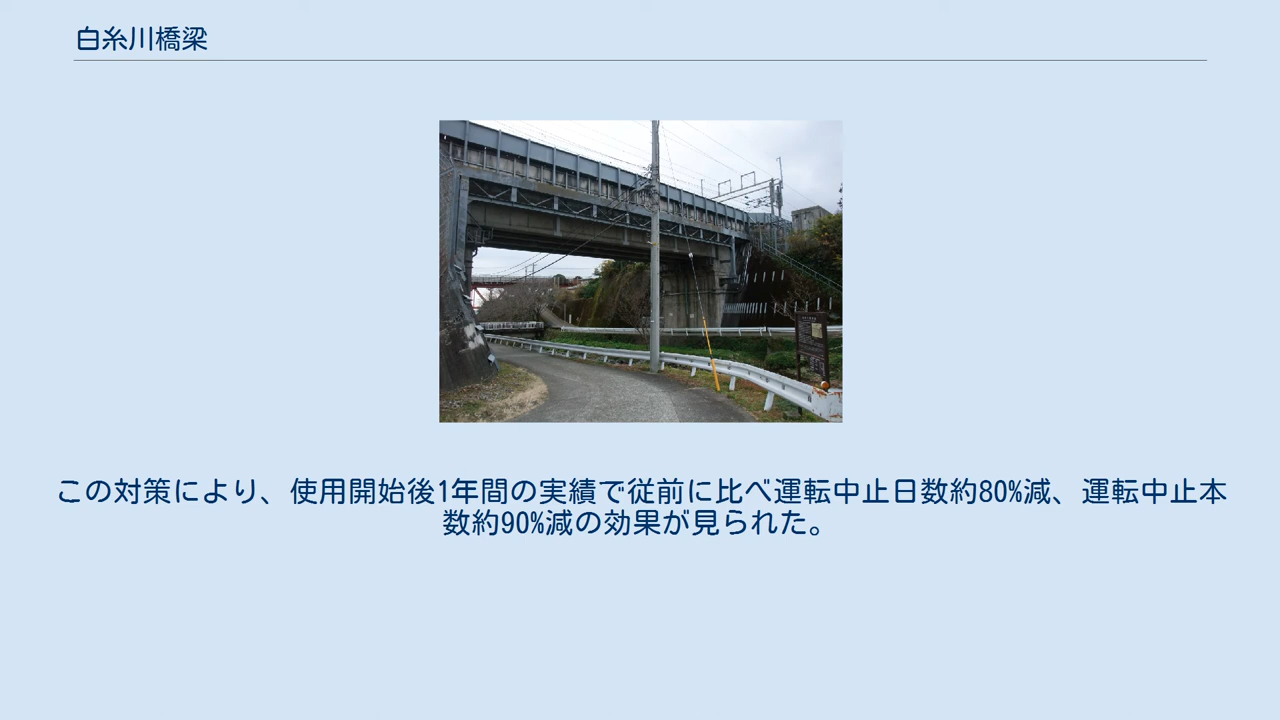 白糸川橋梁
この対策により、使用開始後1年間の実績で従前に比べ運転中止日数約80%減、運転中止本
数約90%減の効果が見られた。